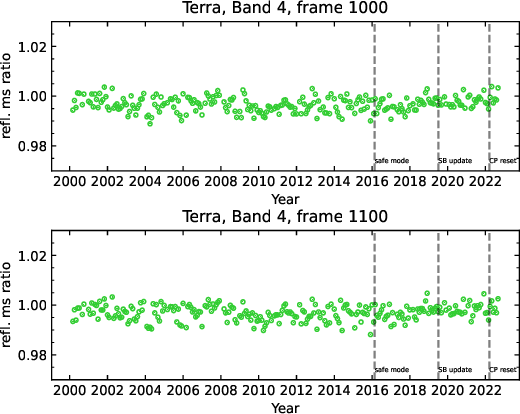 Terra, Band 4, frame 1000
refl. ms ratio
1.02
1.00
0.98
safe mode SB update CP reset
2000 2002 2004 2006 2008 2010 2012 2014 2016 2018 2020 2022
Year
Terra, Band 4, frame 1100
refl. ms ratio
1.02
1.00
0.98
safe mode SB update CP reset
2000 2002 2004 2006 2008 2010 2012 2014 2016 2018 2020 2022
Year